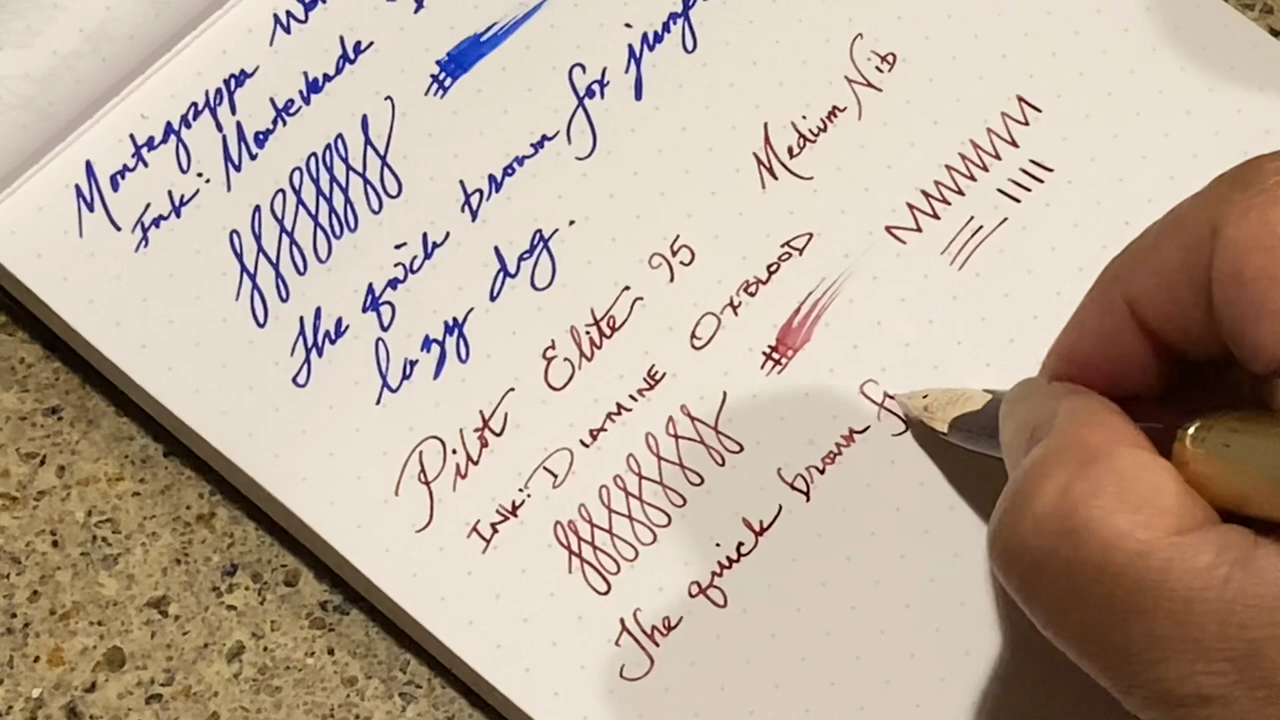 Montegrappa
Ink: Monteverde
The quick brown fox jumps
lazy dog.
Medium Nib
Pilot Elite 95
INK: DIAMINE OXBLOOD
The quick brown f